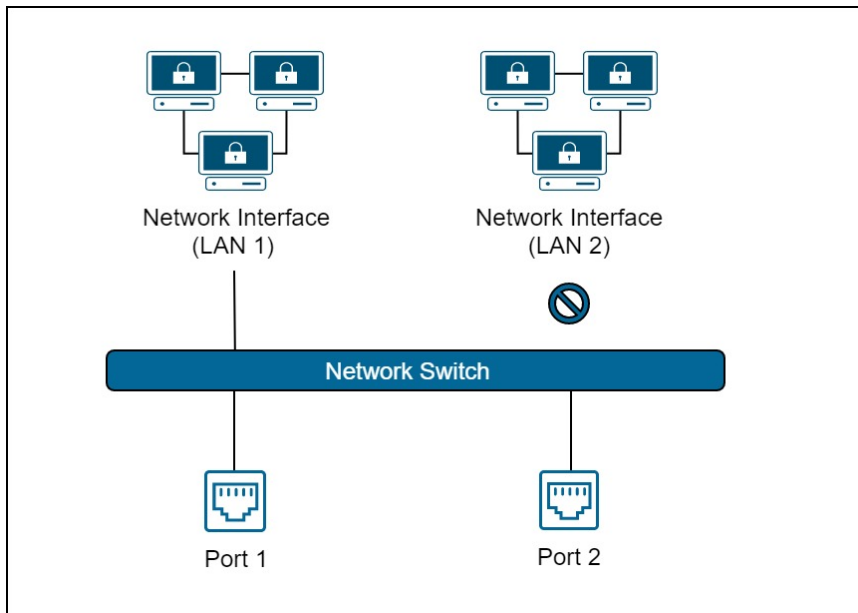 Network Interface
(LAN 1)
Network Interface
(LAN 2)
Network Switch
Port 1
Port 2